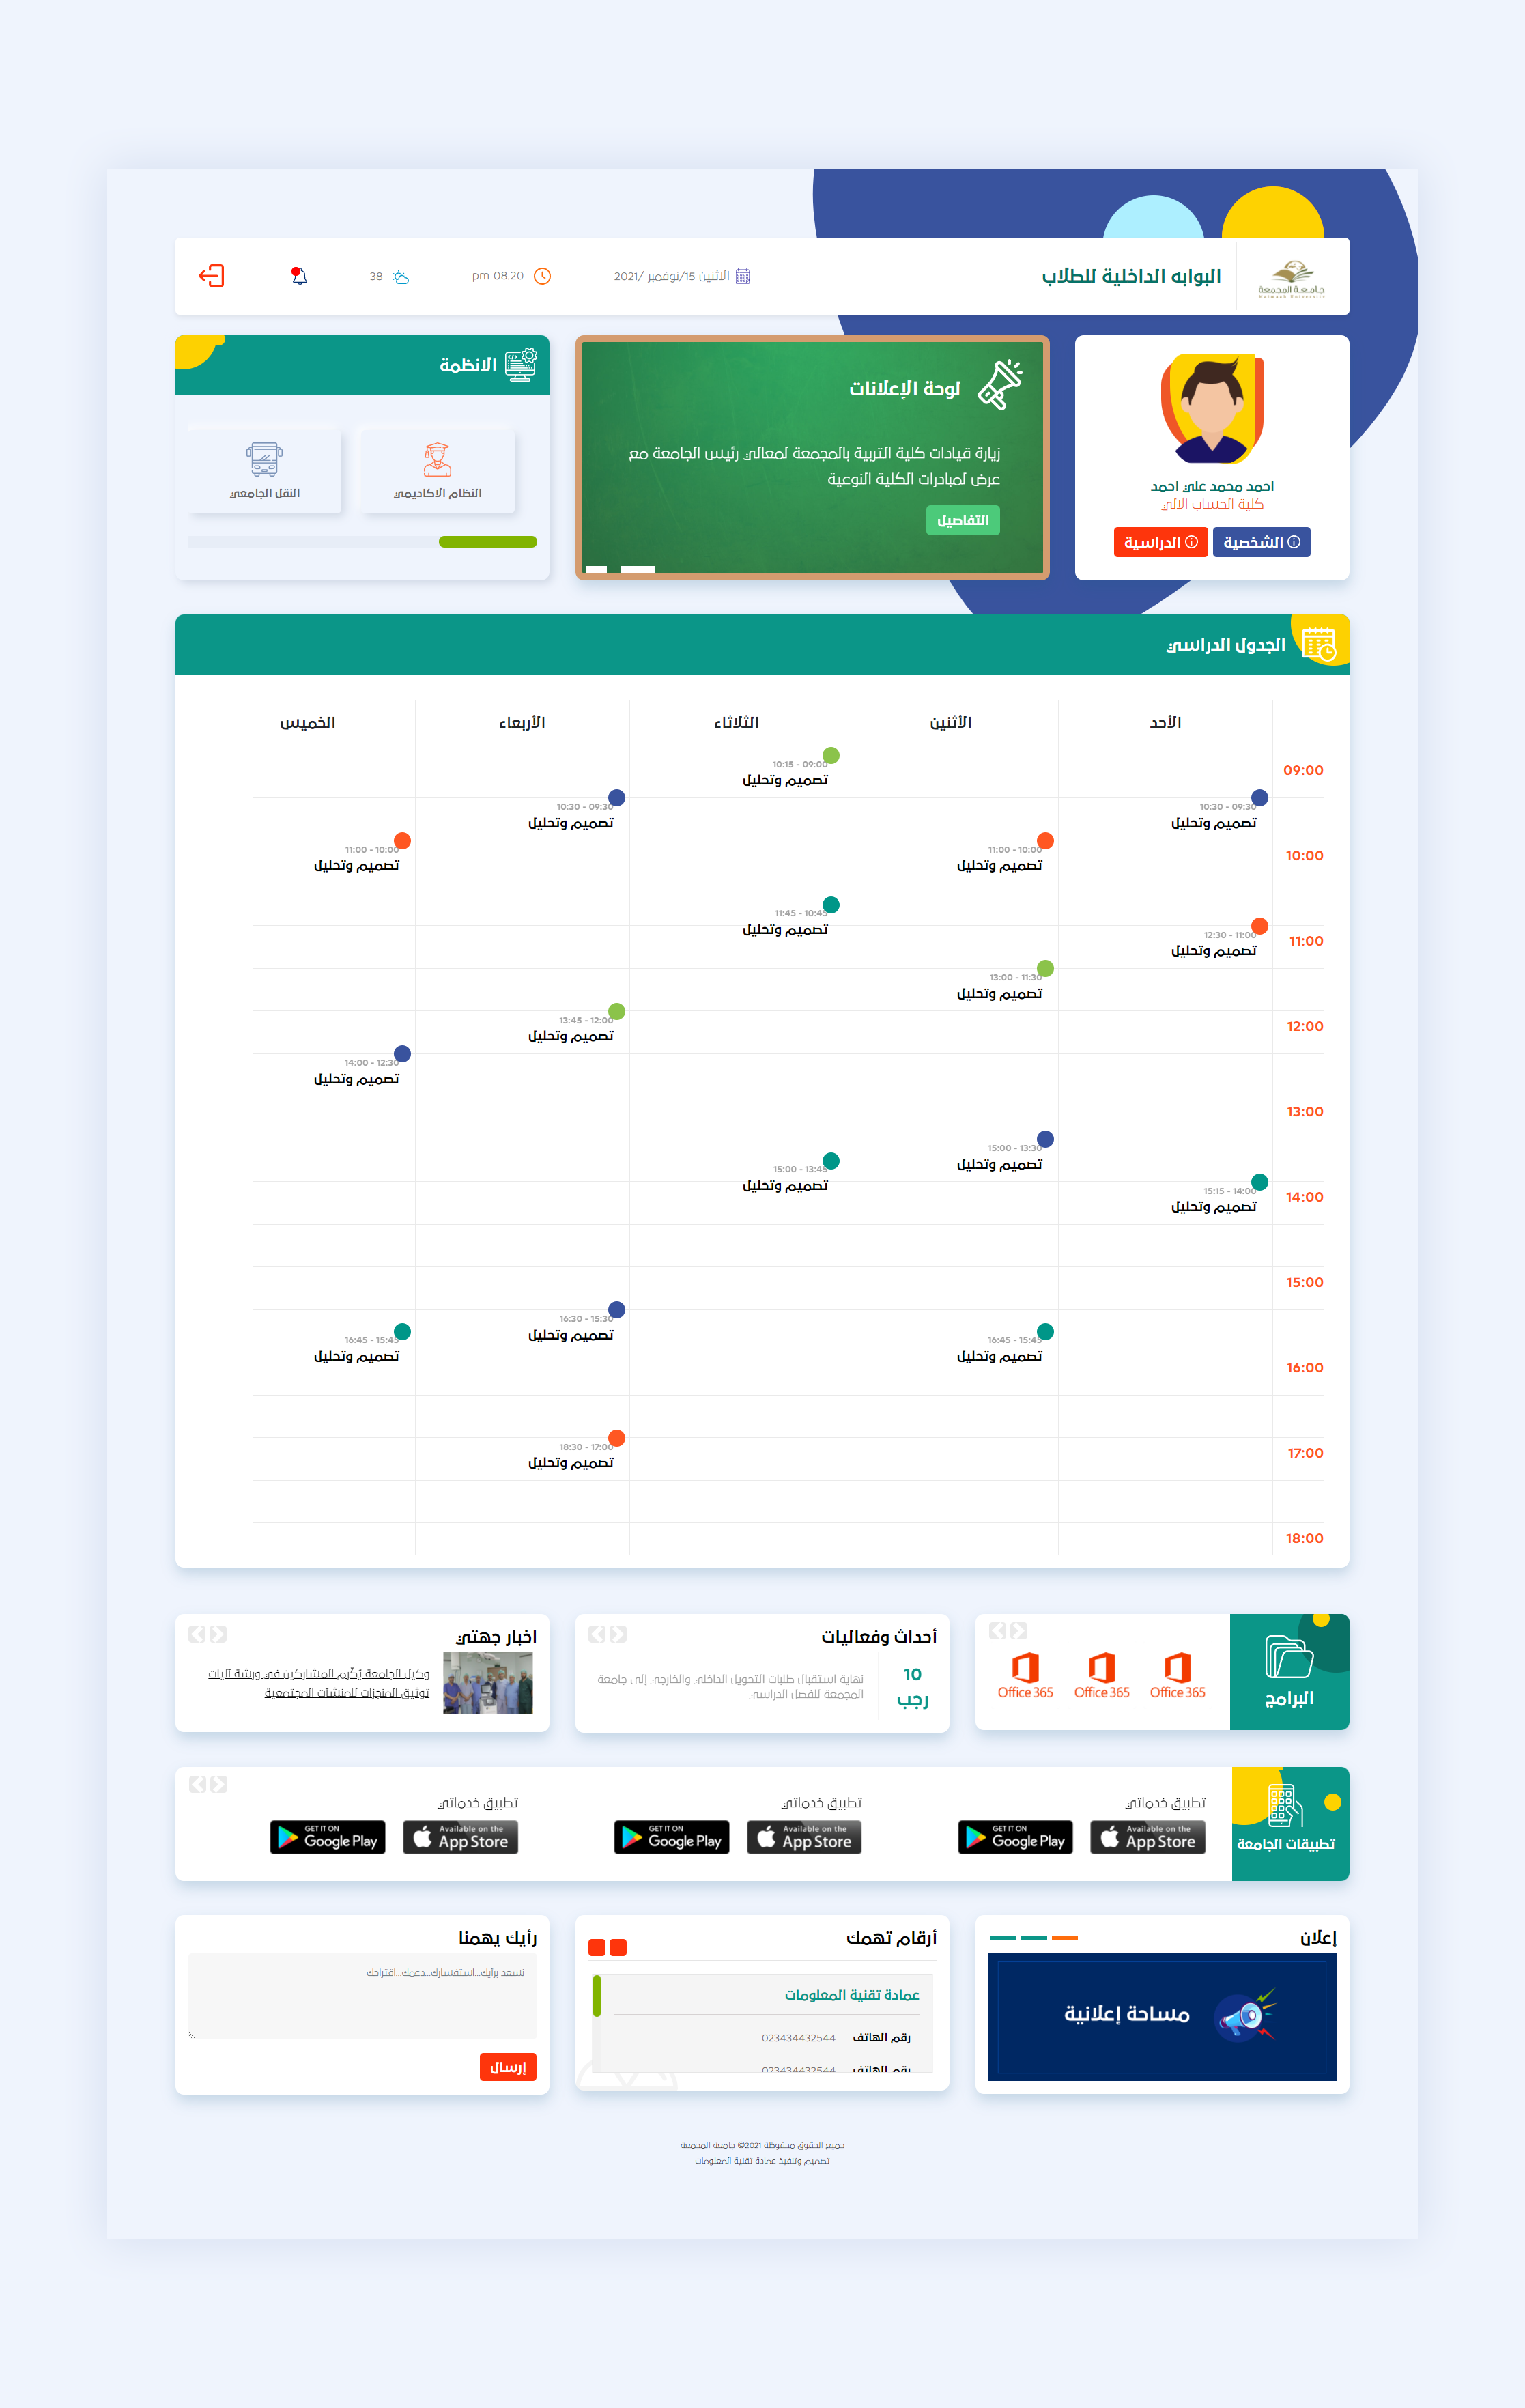 جامعة المجمعة
Majmaah University
البوابه الداخلية للطلاب
الاثنين 15/نوفمبر /2021
08.20 pm
38
احمد محمد علي احمد
كلية الحساب الالي
الشخصية
الدراسية
لوحة الإعلانات
زيارة قيادات كلية التربية بالمجمعة لمعالي رئيس الجامعة مع
عرض لمبادرات الكلية النوعية
التفاصيل
الانظمة
النظام الاكاديمي
النقل الجامعي
الجدول الدراسي
الأحد
الأثنين
الثلاثاء
الأربعاء
الخميس
09:00
10:00
11:00
12:00
13:00
14:00
15:00
16:00
17:00
18:00
09:30 - 10:30
تصميم وتحليل
11:00 - 12:30
تصميم وتحليل
14:00 - 15:15
تصميم وتحليل
10:00 - 11:00
تصميم وتحليل
11:30 - 13:00
تصميم وتحليل
13:30 - 15:00
تصميم وتحليل
15:45 - 16:45
تصميم وتحليل
09:00 - 10:15
تصميم وتحليل
10:45 - 11:45
تصميم وتحليل
13:45 - 15:00
تصميم وتحليل
09:30 - 10:30
تصميم وتحليل
12:00 - 13:45
تصميم وتحليل
15:30 - 16:30
تصميم وتحليل
17:00 - 18:30
تصميم وتحليل
10:00 - 11:00
تصميم وتحليل
12:30 - 14:00
تصميم وتحليل
15:45 - 16:45
تصميم وتحليل
البرامج
Office 365
Office 365
Office 365
أحداث وفعاليات
10
رجب
نهاية استقبال طلبات التحويل الداخلي والخارجي إلى جامعة
المجمعة للفصل الدراسي
اخبار جهتي
وكيل الجامعة يُكرِّم المشاركين في ورشة آليات
توثيق المنجزات للمنشآت المجتمعية
تطبيقات الجامعة
تطبيق خدماتي
Available on the
App Store
GET IT ON
Google Play
تطبيق خدماتي
Available on the
App Store
GET IT ON
Google Play
تطبيق خدماتي
Available on the
App Store
GET IT ON
Google Play
إعلان
مساحة إعلانية
أرقام تهمك
عمادة تقنية المعلومات
رقم الهاتف 023434432544
رقم الهاتف 023434432544
رأيك يهمنا
نسعد برأيك...استفسارك...دعمك...اقتراحك
إرسال
جميع الحقوق محفوظة 2021© جامعة المجمعة
تصميم وتنفيذ عمادة تقنية المعلومات